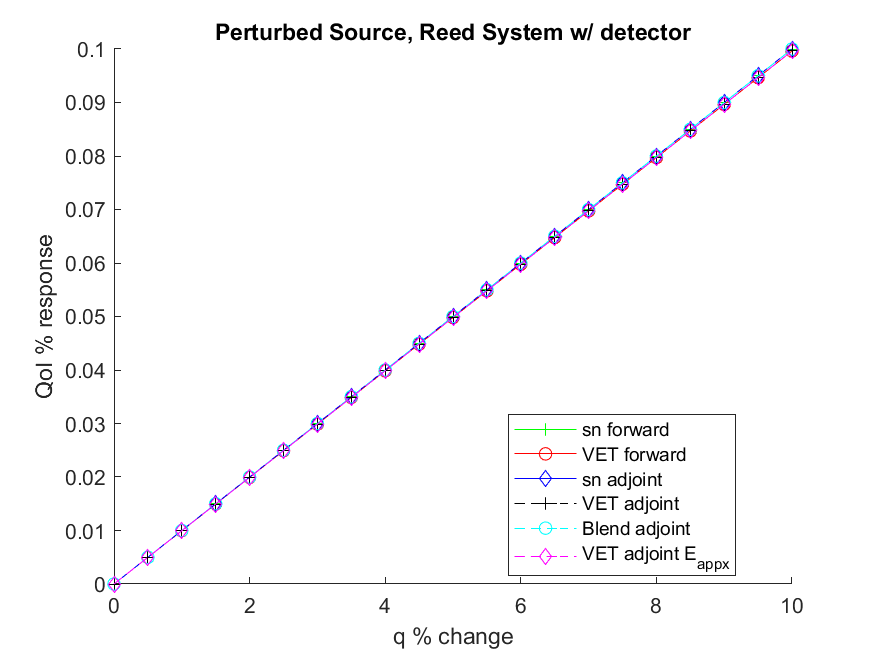 Perturbed Source, Reed System w/ detector
QoI % response
0.1
0.09
0.08
0.07
0.06
0.05
0.04
0.03
0.02
0.01
0
0 2 4 6 8 10
q % change
sn forward
VET forward
sn adjoint
VET adjoint
Blend adjoint
VET adjoint E_appx